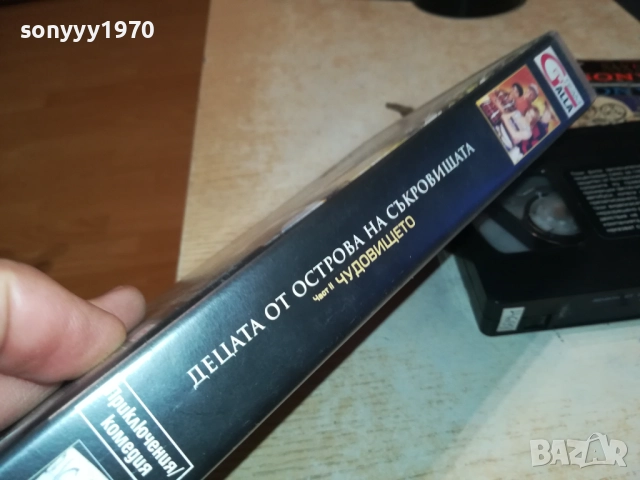 sonyyy1970
ALLA
ДЕЦАТА ОТ ОСТРОВА НА СЪКРОВИЩАТА
Част II ЧУДОВИЩЕТО
Приключения/
комедия
BAZAR